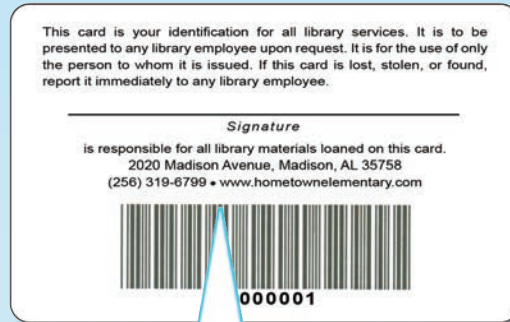 This card is your identification for all library services. It is to be
presented to any library employee upon request. It is for the use of only
the person to whom it is issued. If this card is lost, stolen, or found,
report it immediately to any library employee.
Signature
is responsible for all library materials loaned on this card.
2020 Madison Avenue, Madison, AL 35758
(256) 319-6799 • www.hometownelementary.com
000001